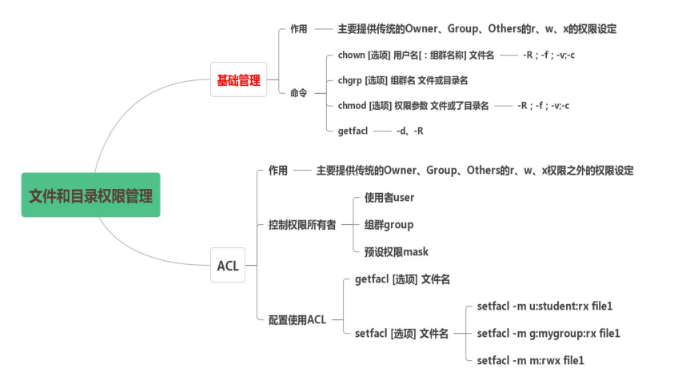 文件和目录权限管理
基础管理
作用
主要提供传统的Owner、Group、Others的r、w、x的权限设定
命令
chown [选项] 用户名[：组群名称] 文件名
-R；-f；-v;-c
chgrp [选项] 组群名 文件或目录名
chmod [选项] 权限参数 文件或了目录名
-R；-f；-v;-c
getfacl
-d、-R
ACL
作用
主要提供传统的Owner、Group、Others的r、w、x权限之外的权限设定
控制权限所有者
使用者user
组群group
预设权限mask
配置使用ACL
getfacl [选项] 文件名
setfacl [选项] 文件名
setfacl -m u:student:rx file1
setfacl -m g:mygroup:rx file1
setfacl -m m:rwx file1